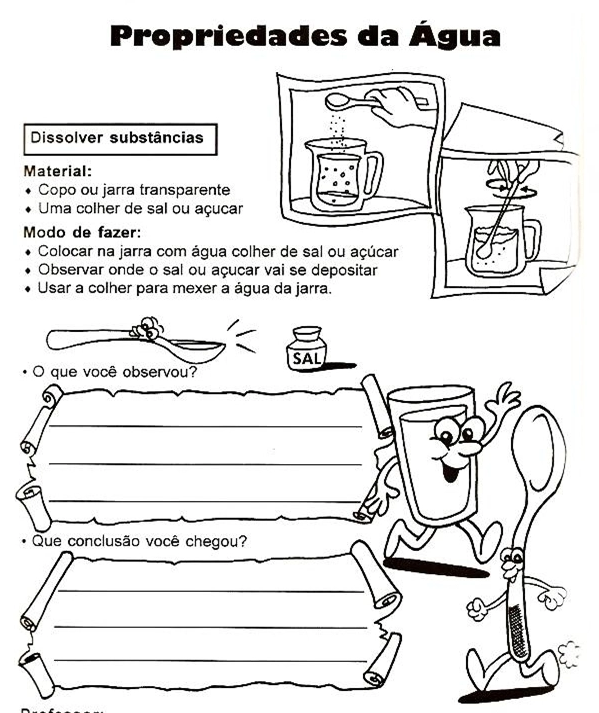 Propriedades da Água
Dissolver substâncias
Material:
♦ Copo ou jarra transparente
♦ Uma colher de sal ou açucar
Modo de fazer:
♦ Colocar na jarra com água colher de sal ou açúcar
♦ Observar onde o sal ou açucar vai se depositar
♦ Usar a colher para mexer a água da jarra.
SAL
• O que você observou?
• Que conclusão você chegou?